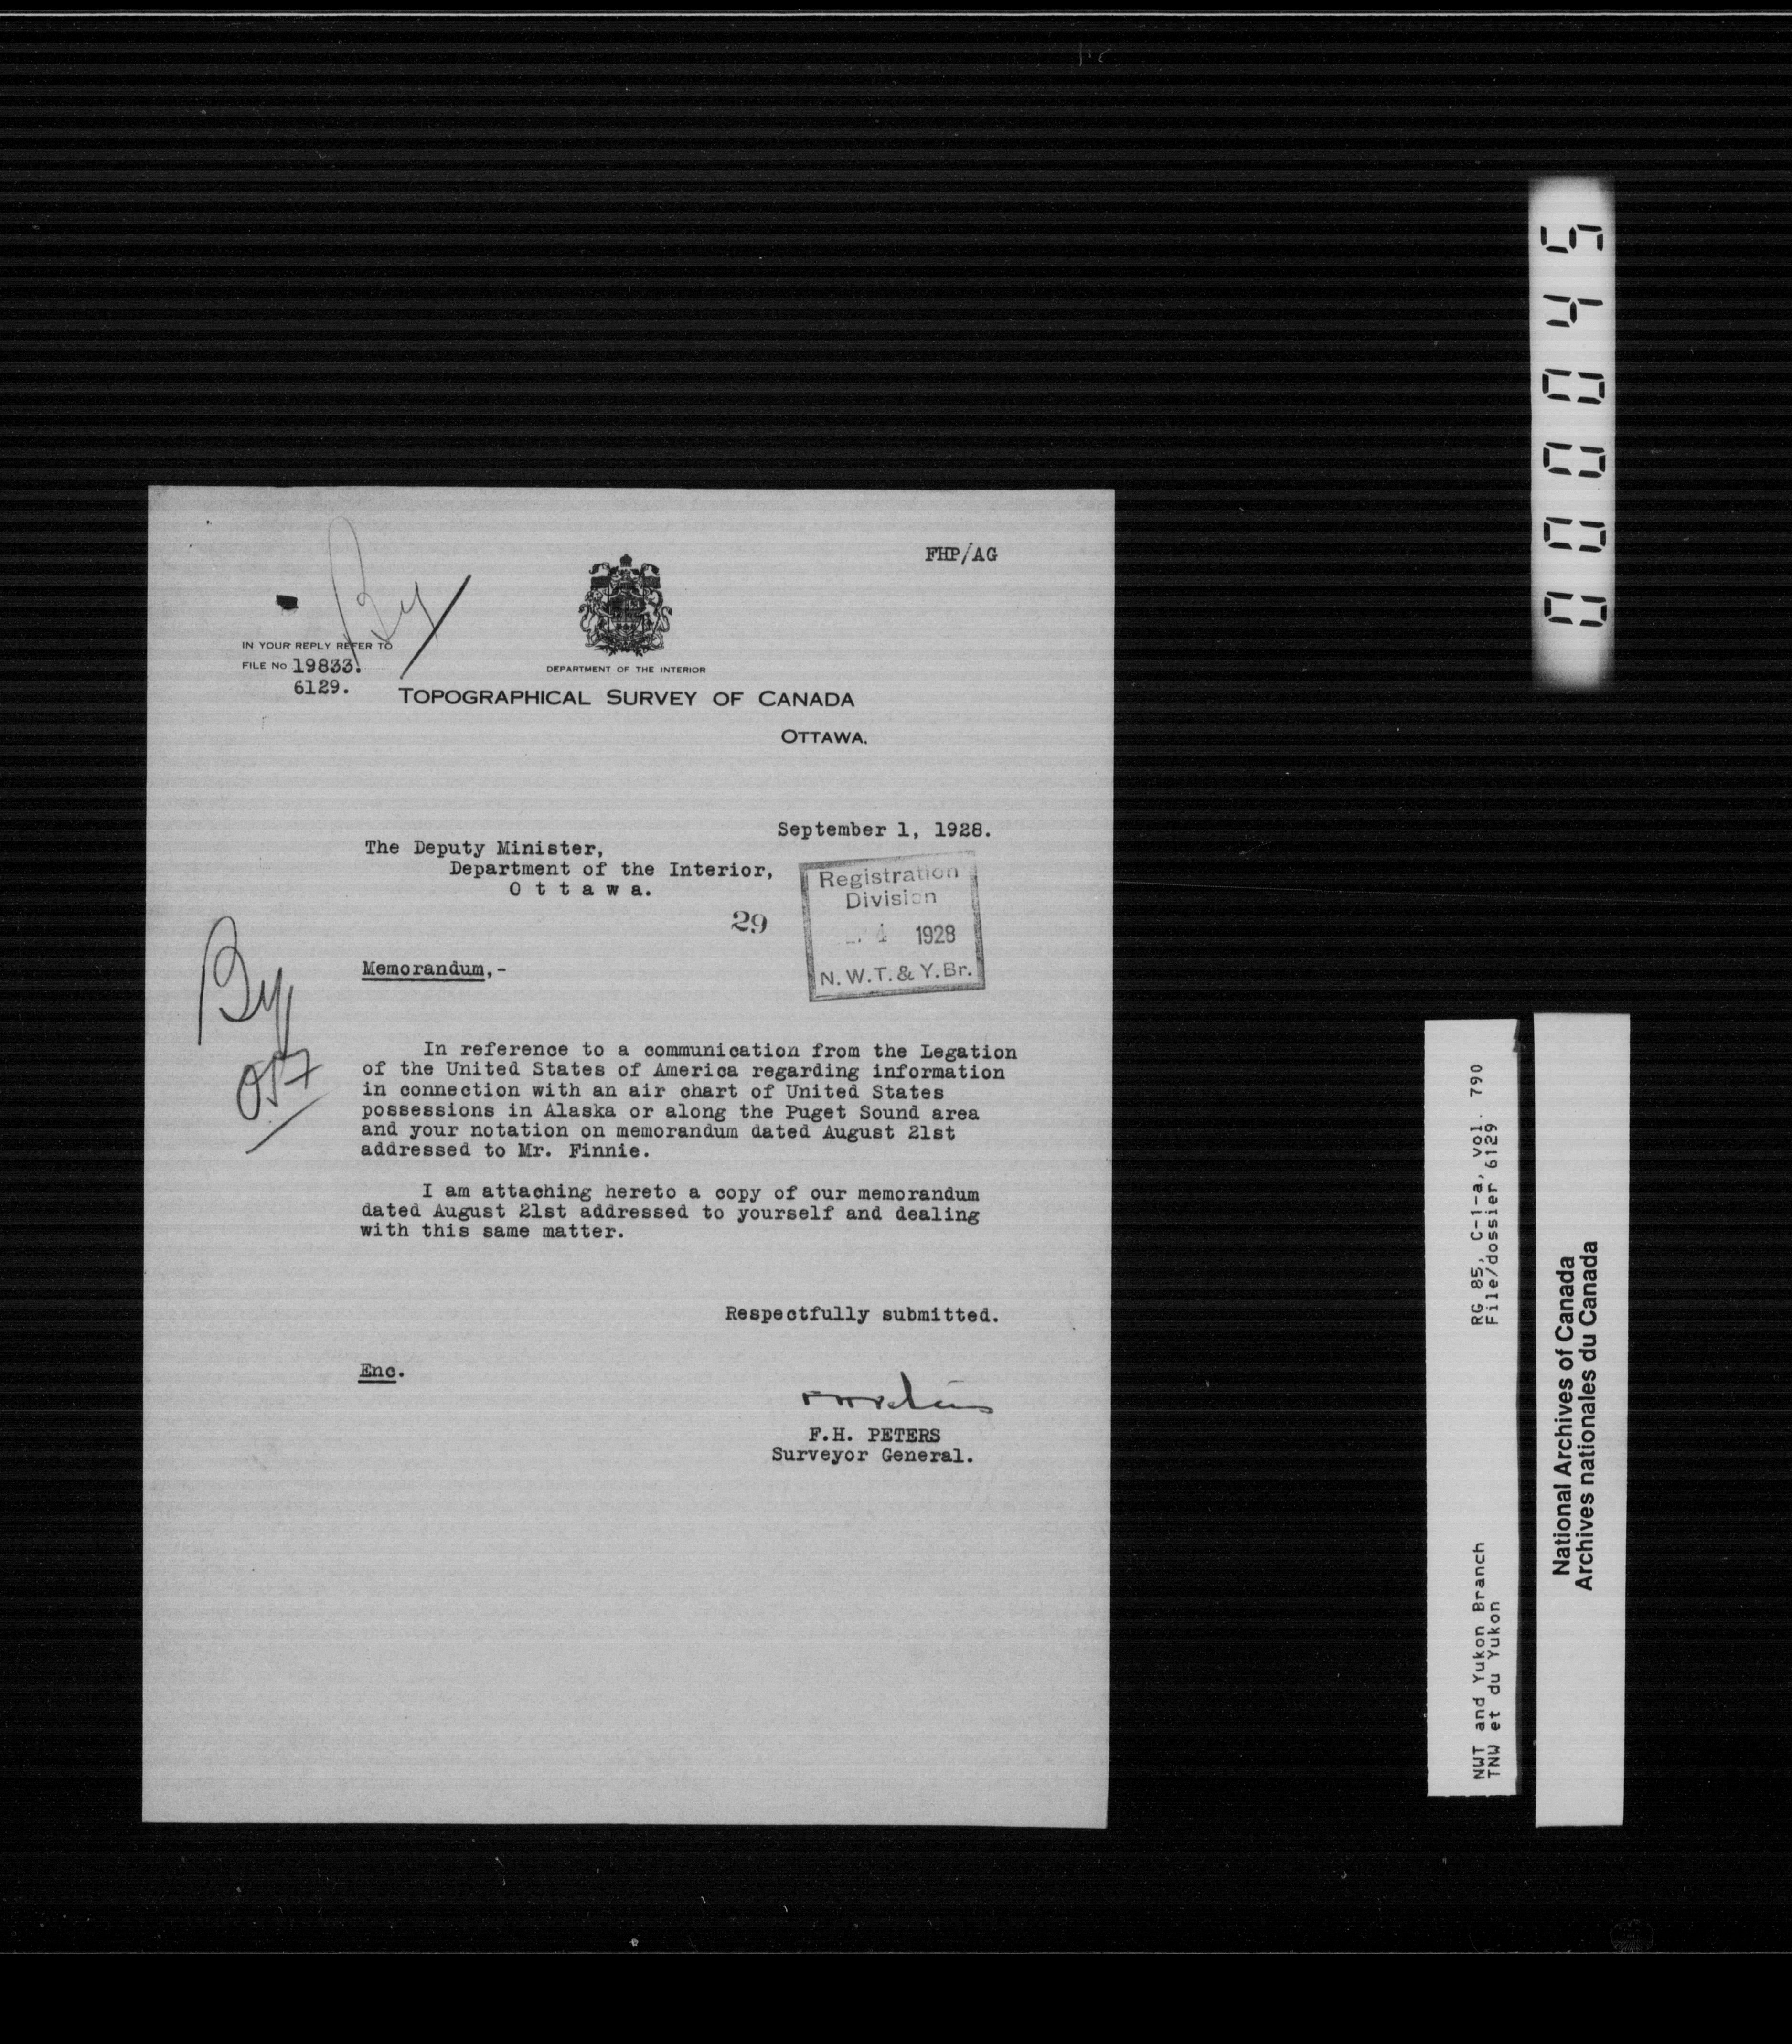 FHP/AG
By
IN YOUR REPLY REFER TO
FILE NO 19833.
6129.
DEPARTMENT OF THE INTERIOR
TOPOGRAPHICAL SURVEY OF CANADA
OTTAWA.
September 1, 1928.
The Deputy Minister,
Department of the Interior,
O t t a w a.
29
Registration
Division
4 1928
N.W.T.& Y.Br.
Memorandum,-
By
In reference to a communication from the Legation
of the United States of America regarding information
in connection with an air chart of United States
possessions in Alaska or along the Puget Sound area
and your notation on memorandum dated August 21st
addressed to Mr. Finnie.
I am attaching hereto a copy of our memorandum
dated August 21st addressed to yourself and dealing
with this same matter.
Respectfully submitted.
Enc.
F.H. PETERS
Surveyor General.
000045
RG 85, C-1-a, vol. 790
File/dossier 6129
NWT and Yukon Branch
TNW et du Yukon
National Archives of Canada
Archives nationales du Canada